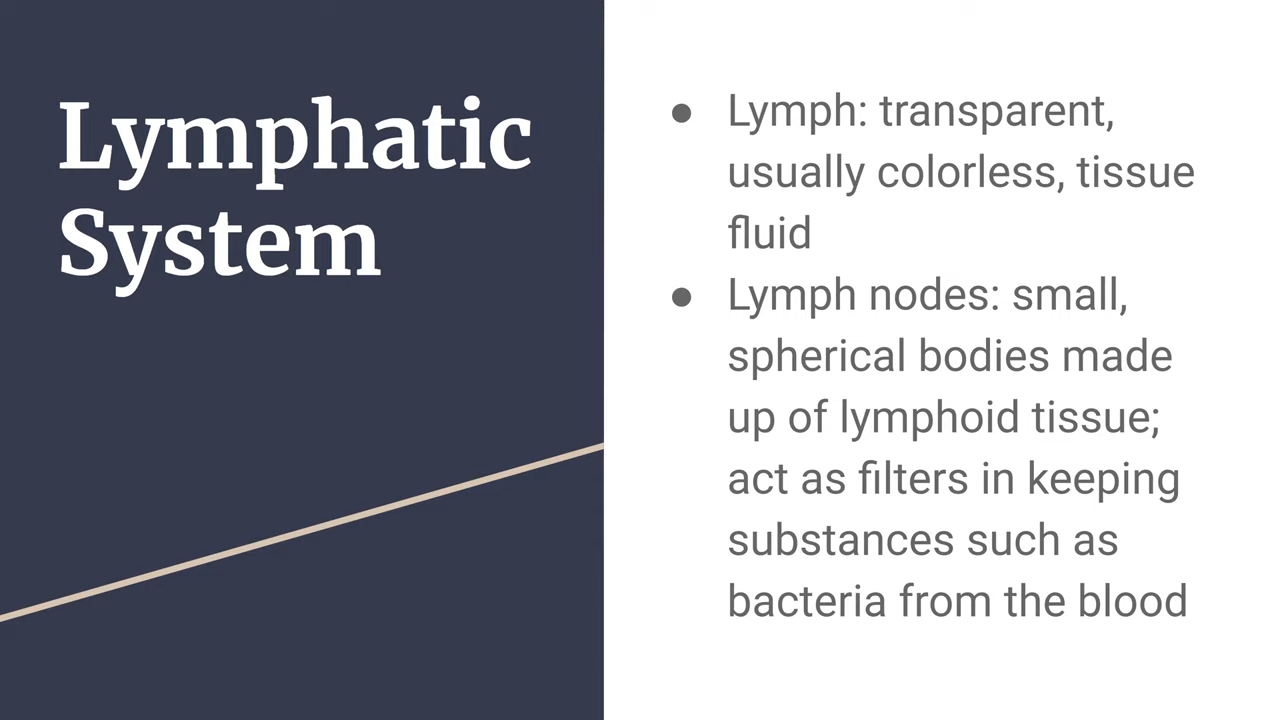 Lymphatic
System
● Lymph: transparent,
usually colorless, tissue
fluid
● Lymph nodes: small,
spherical bodies made
up of lymphoid tissue;
act as filters in keeping
substances such as
bacteria from the blood